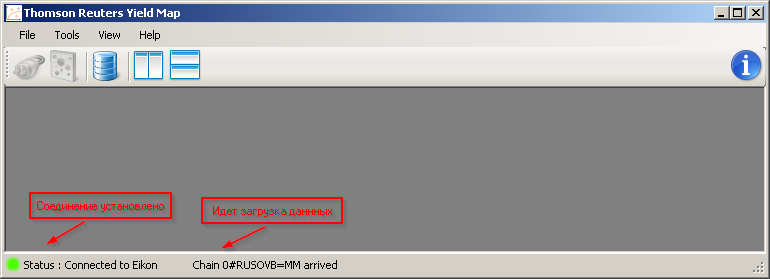 Thomson Reuters Yield Map
File Tools View Help
Соединение установлено
Идет загрузка даннных
Status : Connected to Eikon Chain 0#RUSOVB=MM arrived